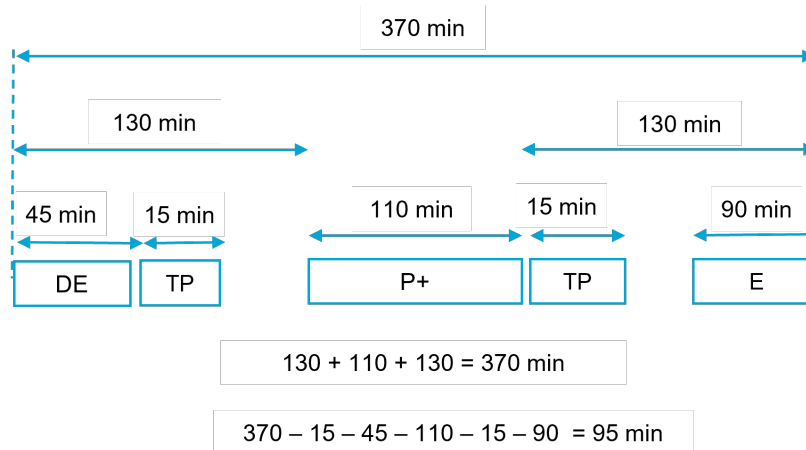 370 min
130 min
130 min
45 min
15 min
110 min
15 min
90 min
DE
TP
P+
TP
E
130 + 110 + 130 = 370 min
370 – 15 – 45 – 110 – 15 – 90  = 95 min